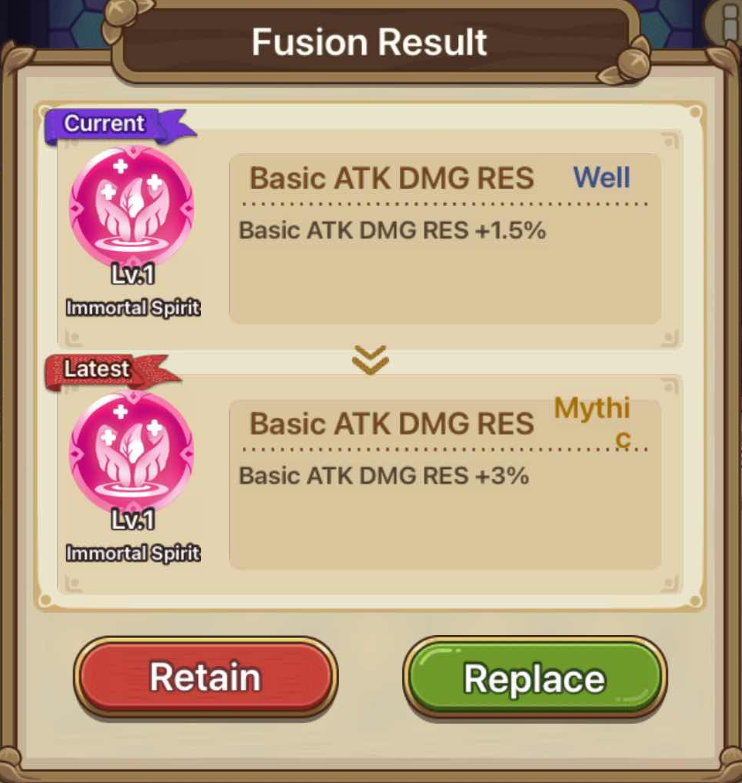 Fusion Result
Current
Basic ATK DMG RES Well
Basic ATK DMG RES +1.5%
Lv.1
Immortal Spirit
Latest
Basic ATK DMG RES Mythi
c
Basic ATK DMG RES +3%
Lv.1
Immortal Spirit
Retain
Replace